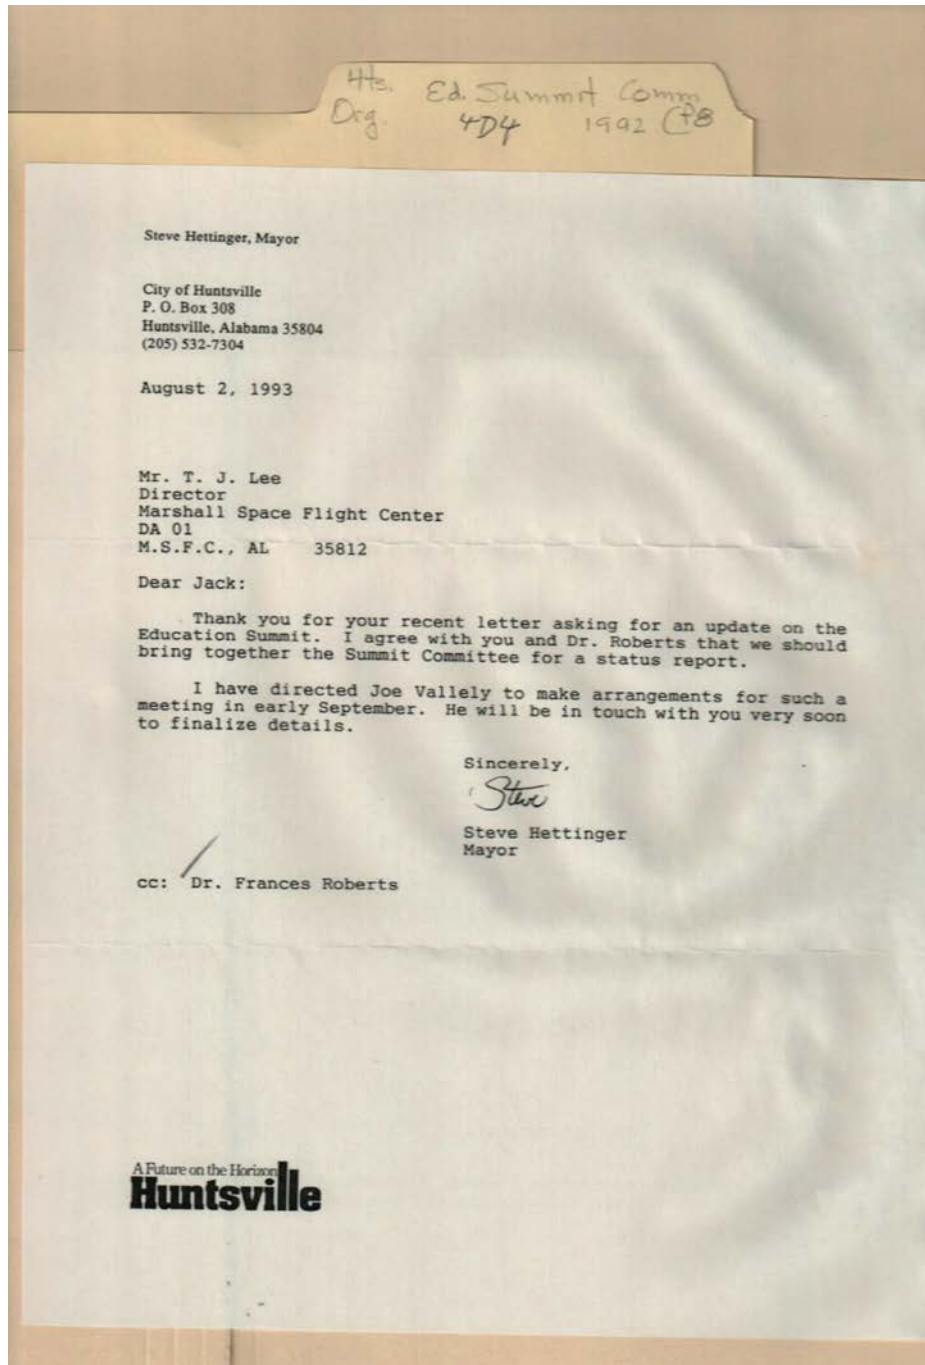 Hts. Ed. Summit Comm
Org. 4D4 1992
Steve Hettinger, Mayor
City of Huntsville
P. O. Box 308
Huntsville, Alabama 35804
(205) 532-7304
August 2, 1993
Mr. T. J. Lee
Director
Marshall Space Flight Center
DA 01
M.S.F.C., AL 35812
Dear Jack:
Thank you for your recent letter asking for an update on the
Education Summit. I agree with you and Dr. Roberts that we should
bring together the Summit Committee for a status report.
I have directed Joe Vallely to make arrangements for such a
meeting in early September. He will be in touch with you very soon
to finalize details.
Sincerely,
Steve
Steve Hettinger
Mayor
cc: Dr. Frances Roberts
A Future on the Horizon
Huntsville